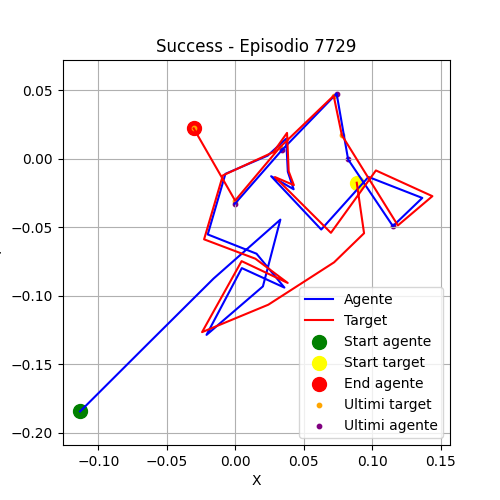 Success - Episodio 7729
0.05
0.00
−0.05
−0.10
−0.15
−0.20
Agente
Target
Start agente
Start target
End agente
Ultimi target
Ultimi agente
−0.10 −0.05 0.00 0.05 0.10 0.15
X